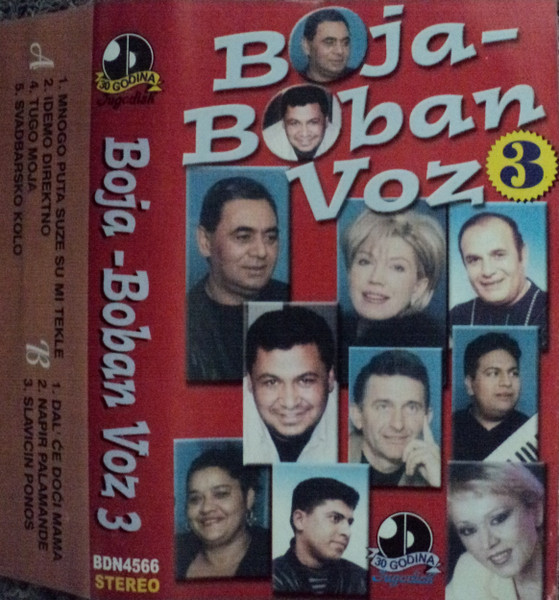 A
1. MNOGO PUTA SUZE SU MI TEKLE
2. IDEMO DIREKTNO
4. TUGO MOJA
5. SVADBARSKO KOLO
B
1. DAL' ĆE DOĆI MAMA
2. NAPIR PALAMANDE
3. SLAVICIN PONOS
30 GODINA
Jugodisk
Boja - Boban Voz 3
BDN4566
STEREO
Boja-
Boban
Voz 3
30 GODINA
Jugodisk